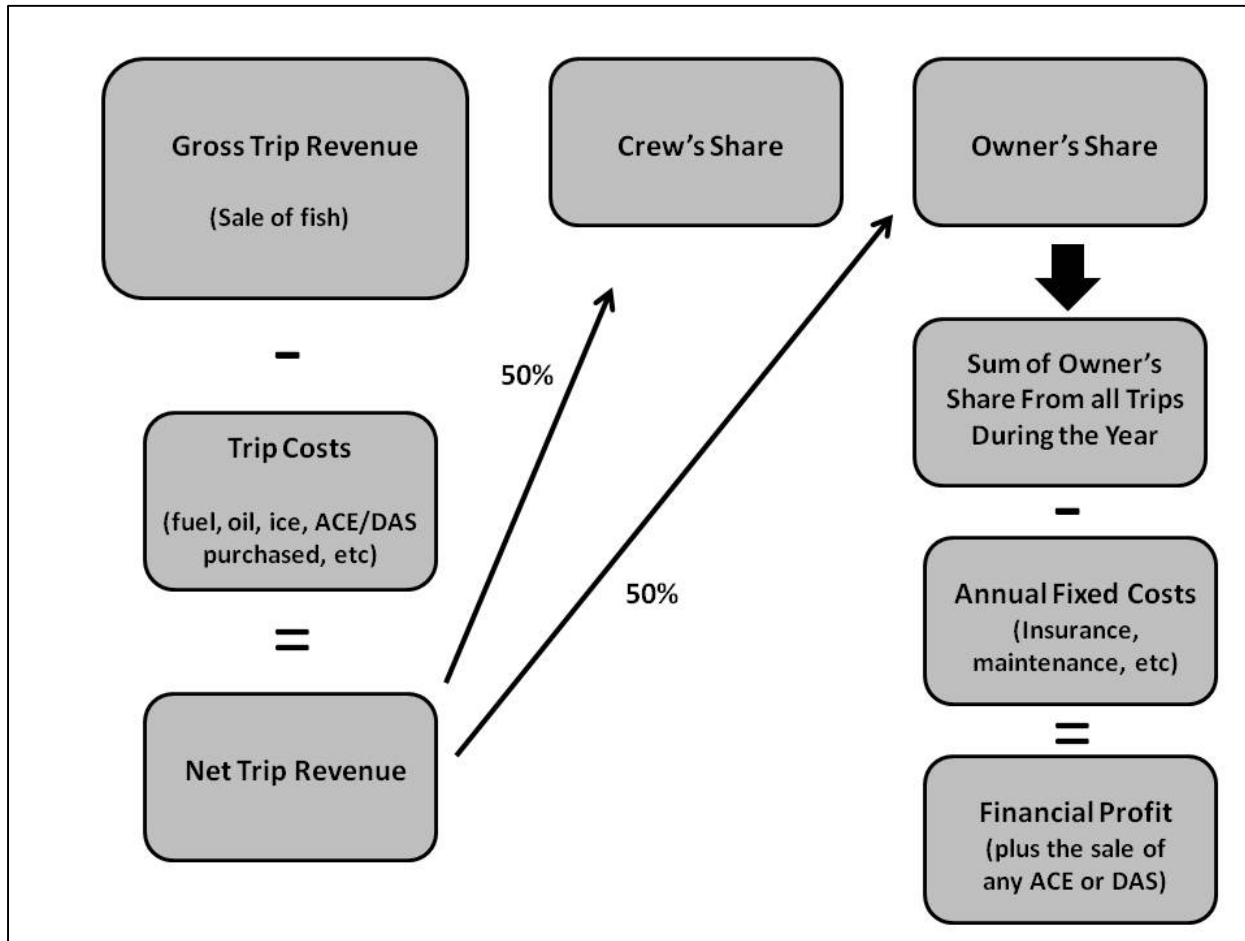 Gross Trip Revenue
(Sale of fish)
-
Trip Costs
(fuel, oil, ice, ACE/DAS
purchased, etc)
=
Net Trip Revenue
50%
50%
Crew's Share
Owner's Share
Sum of Owner's
Share From all Trips
During the Year
-
Annual Fixed Costs
(Insurance,
maintenance, etc)
=
Financial Profit
(plus the sale of
any ACE or DAS)